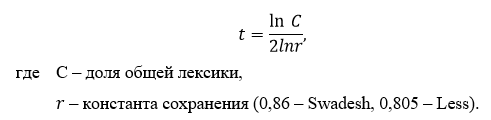 t = ln C / 2lnr,
где C – доля общей лексики,
r – константа сохранения (0,86 – Swadesh, 0,805 – Less).